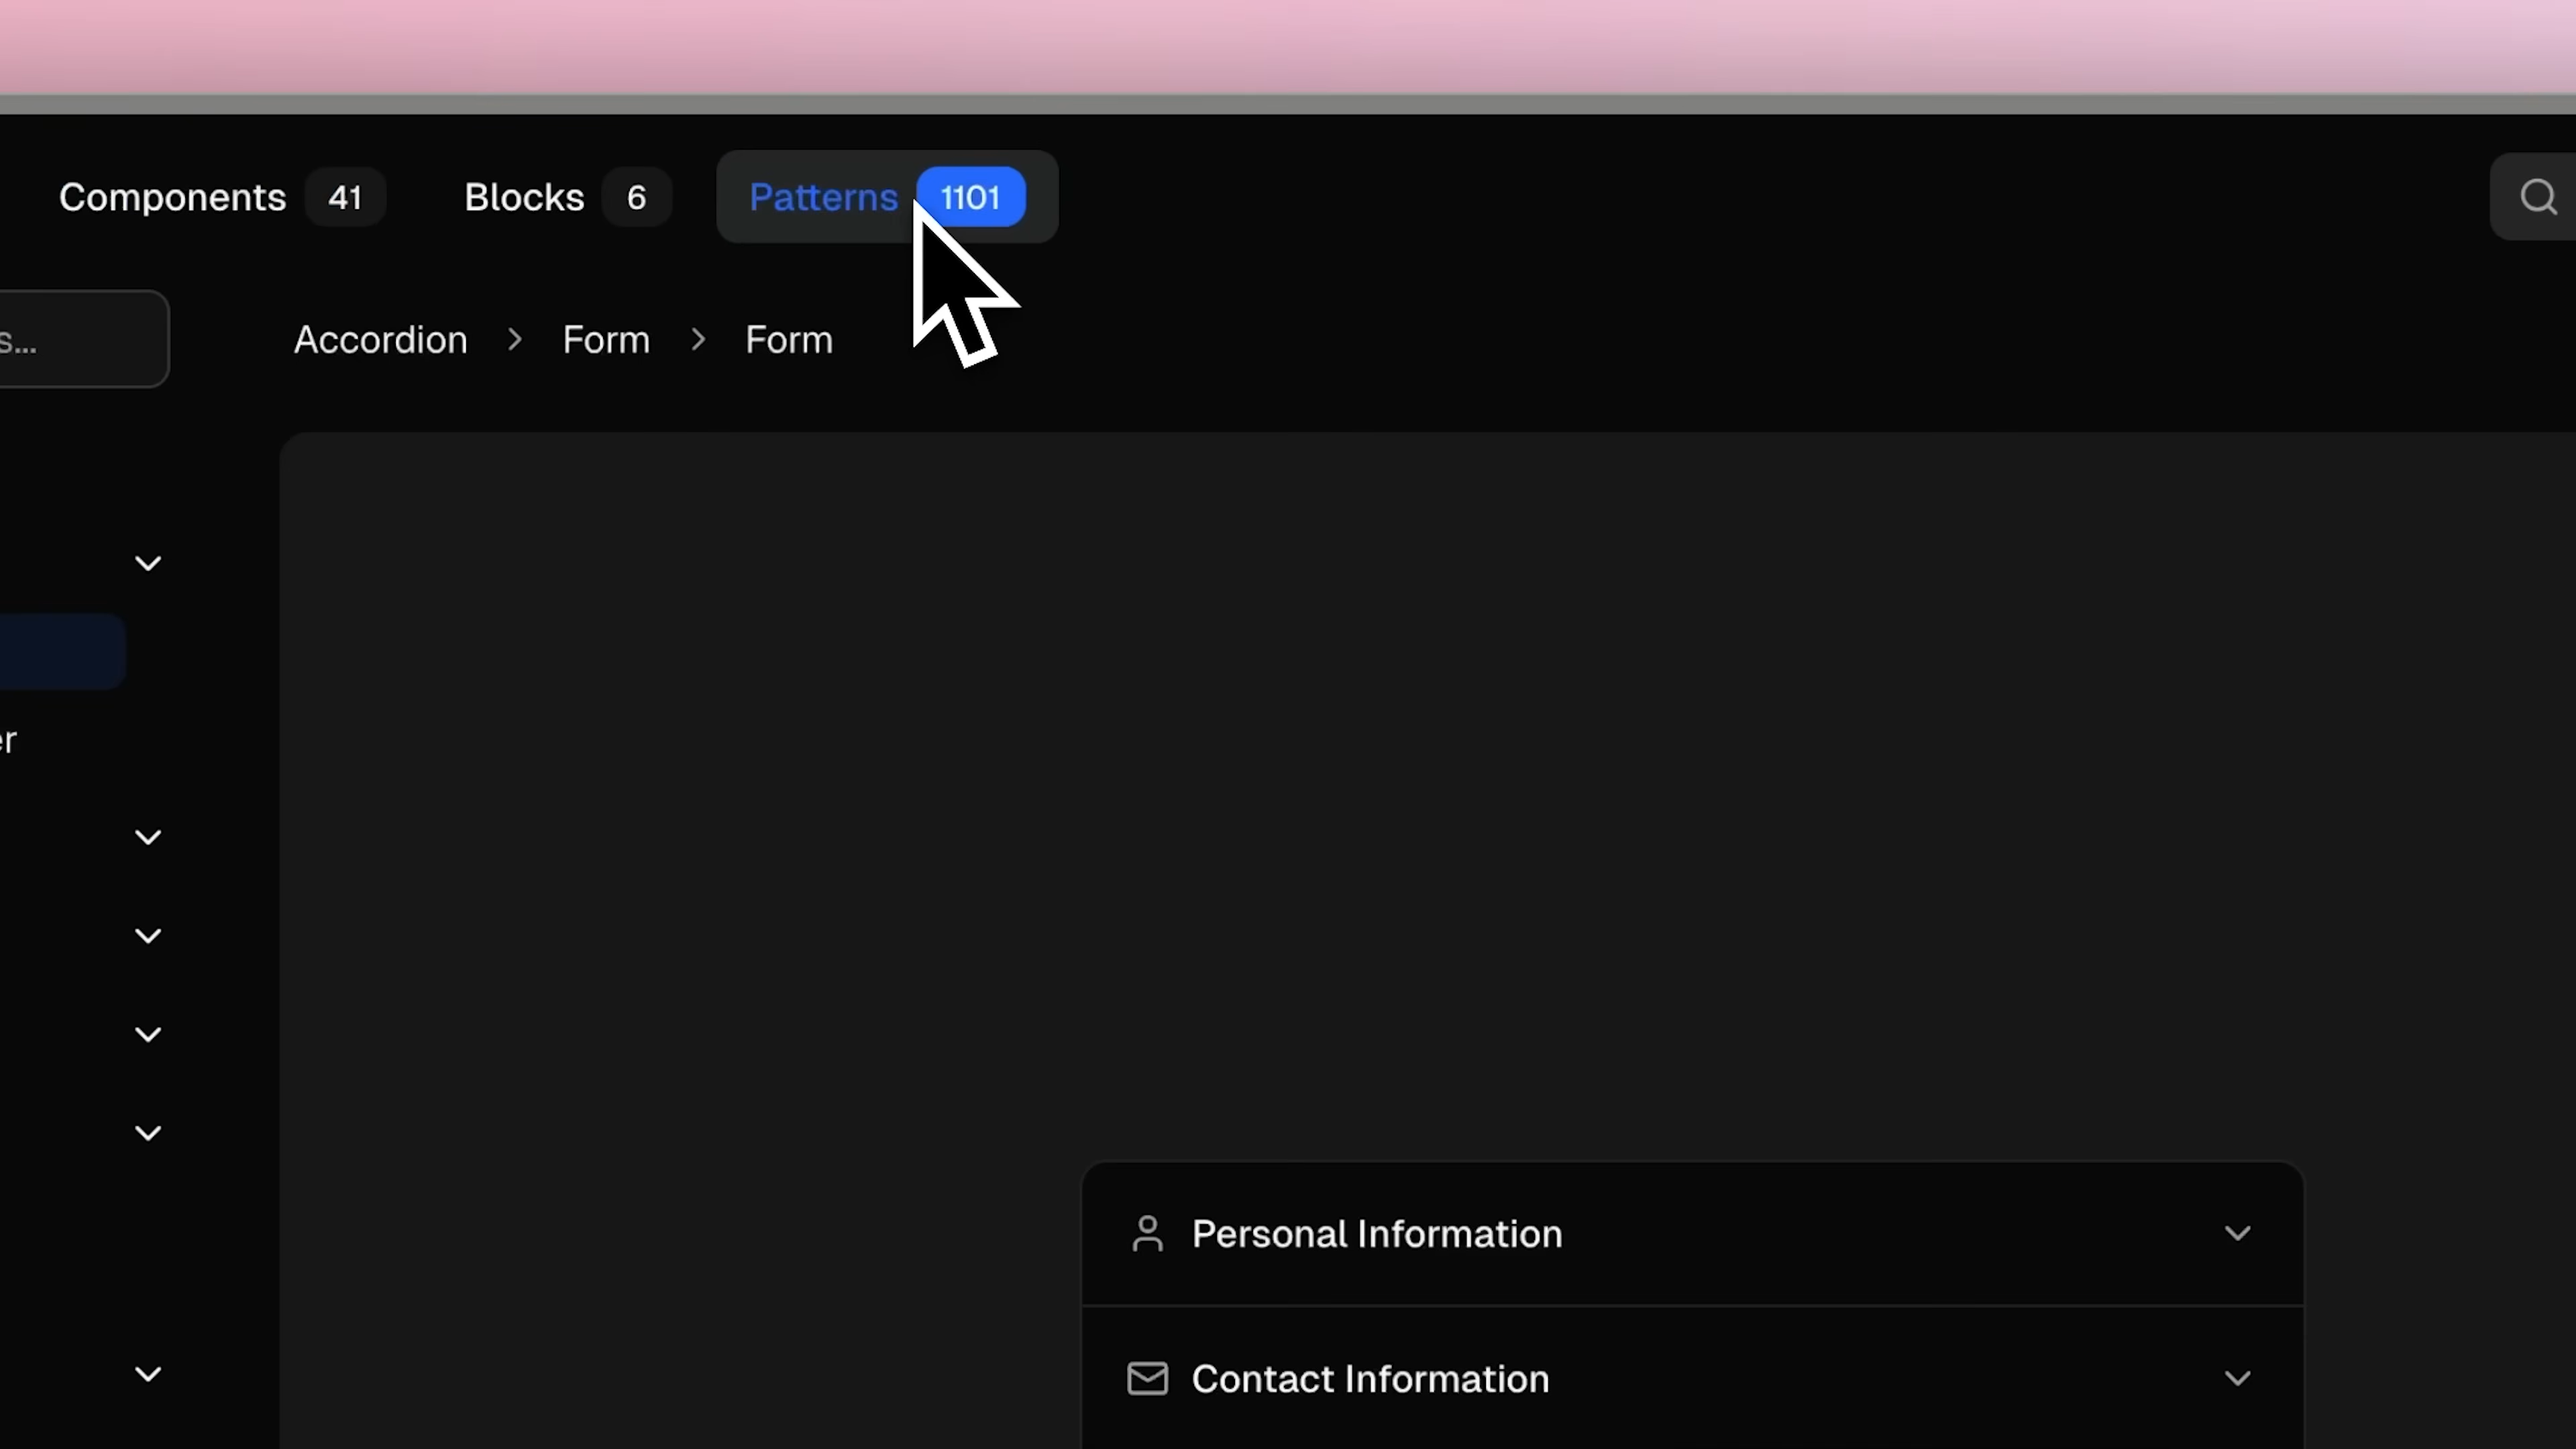 Components 41 Blocks 6 Patterns 1101
s... Accordion > Form > Form
er
Personal Information
Contact Information